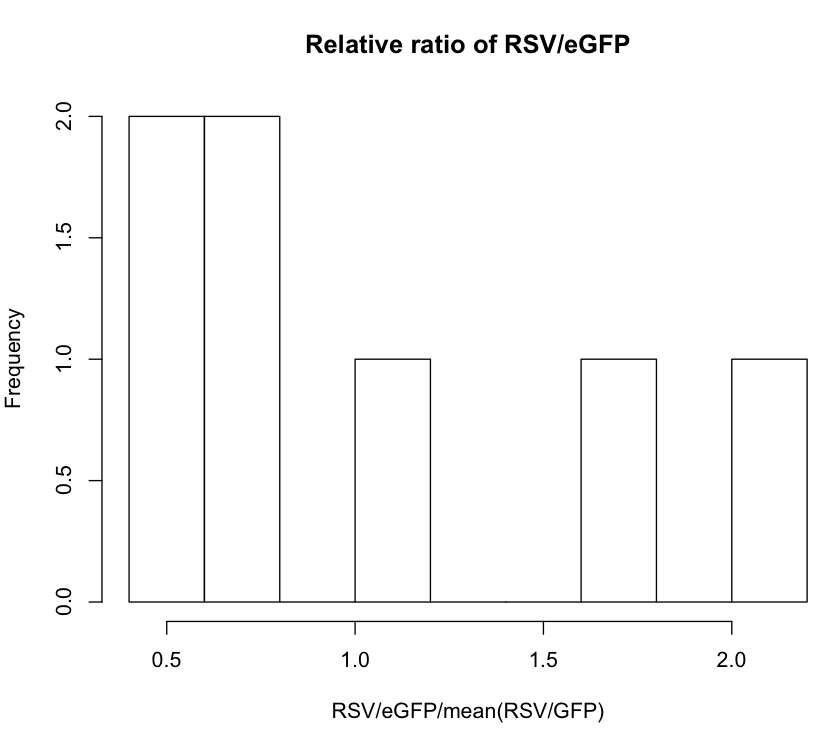 Relative ratio of RSV/eGFP
Frequency
2.0
1.5
1.0
0.5
0.0
0.5 1.0 1.5 2.0
RSV/eGFP/mean(RSV/GFP)